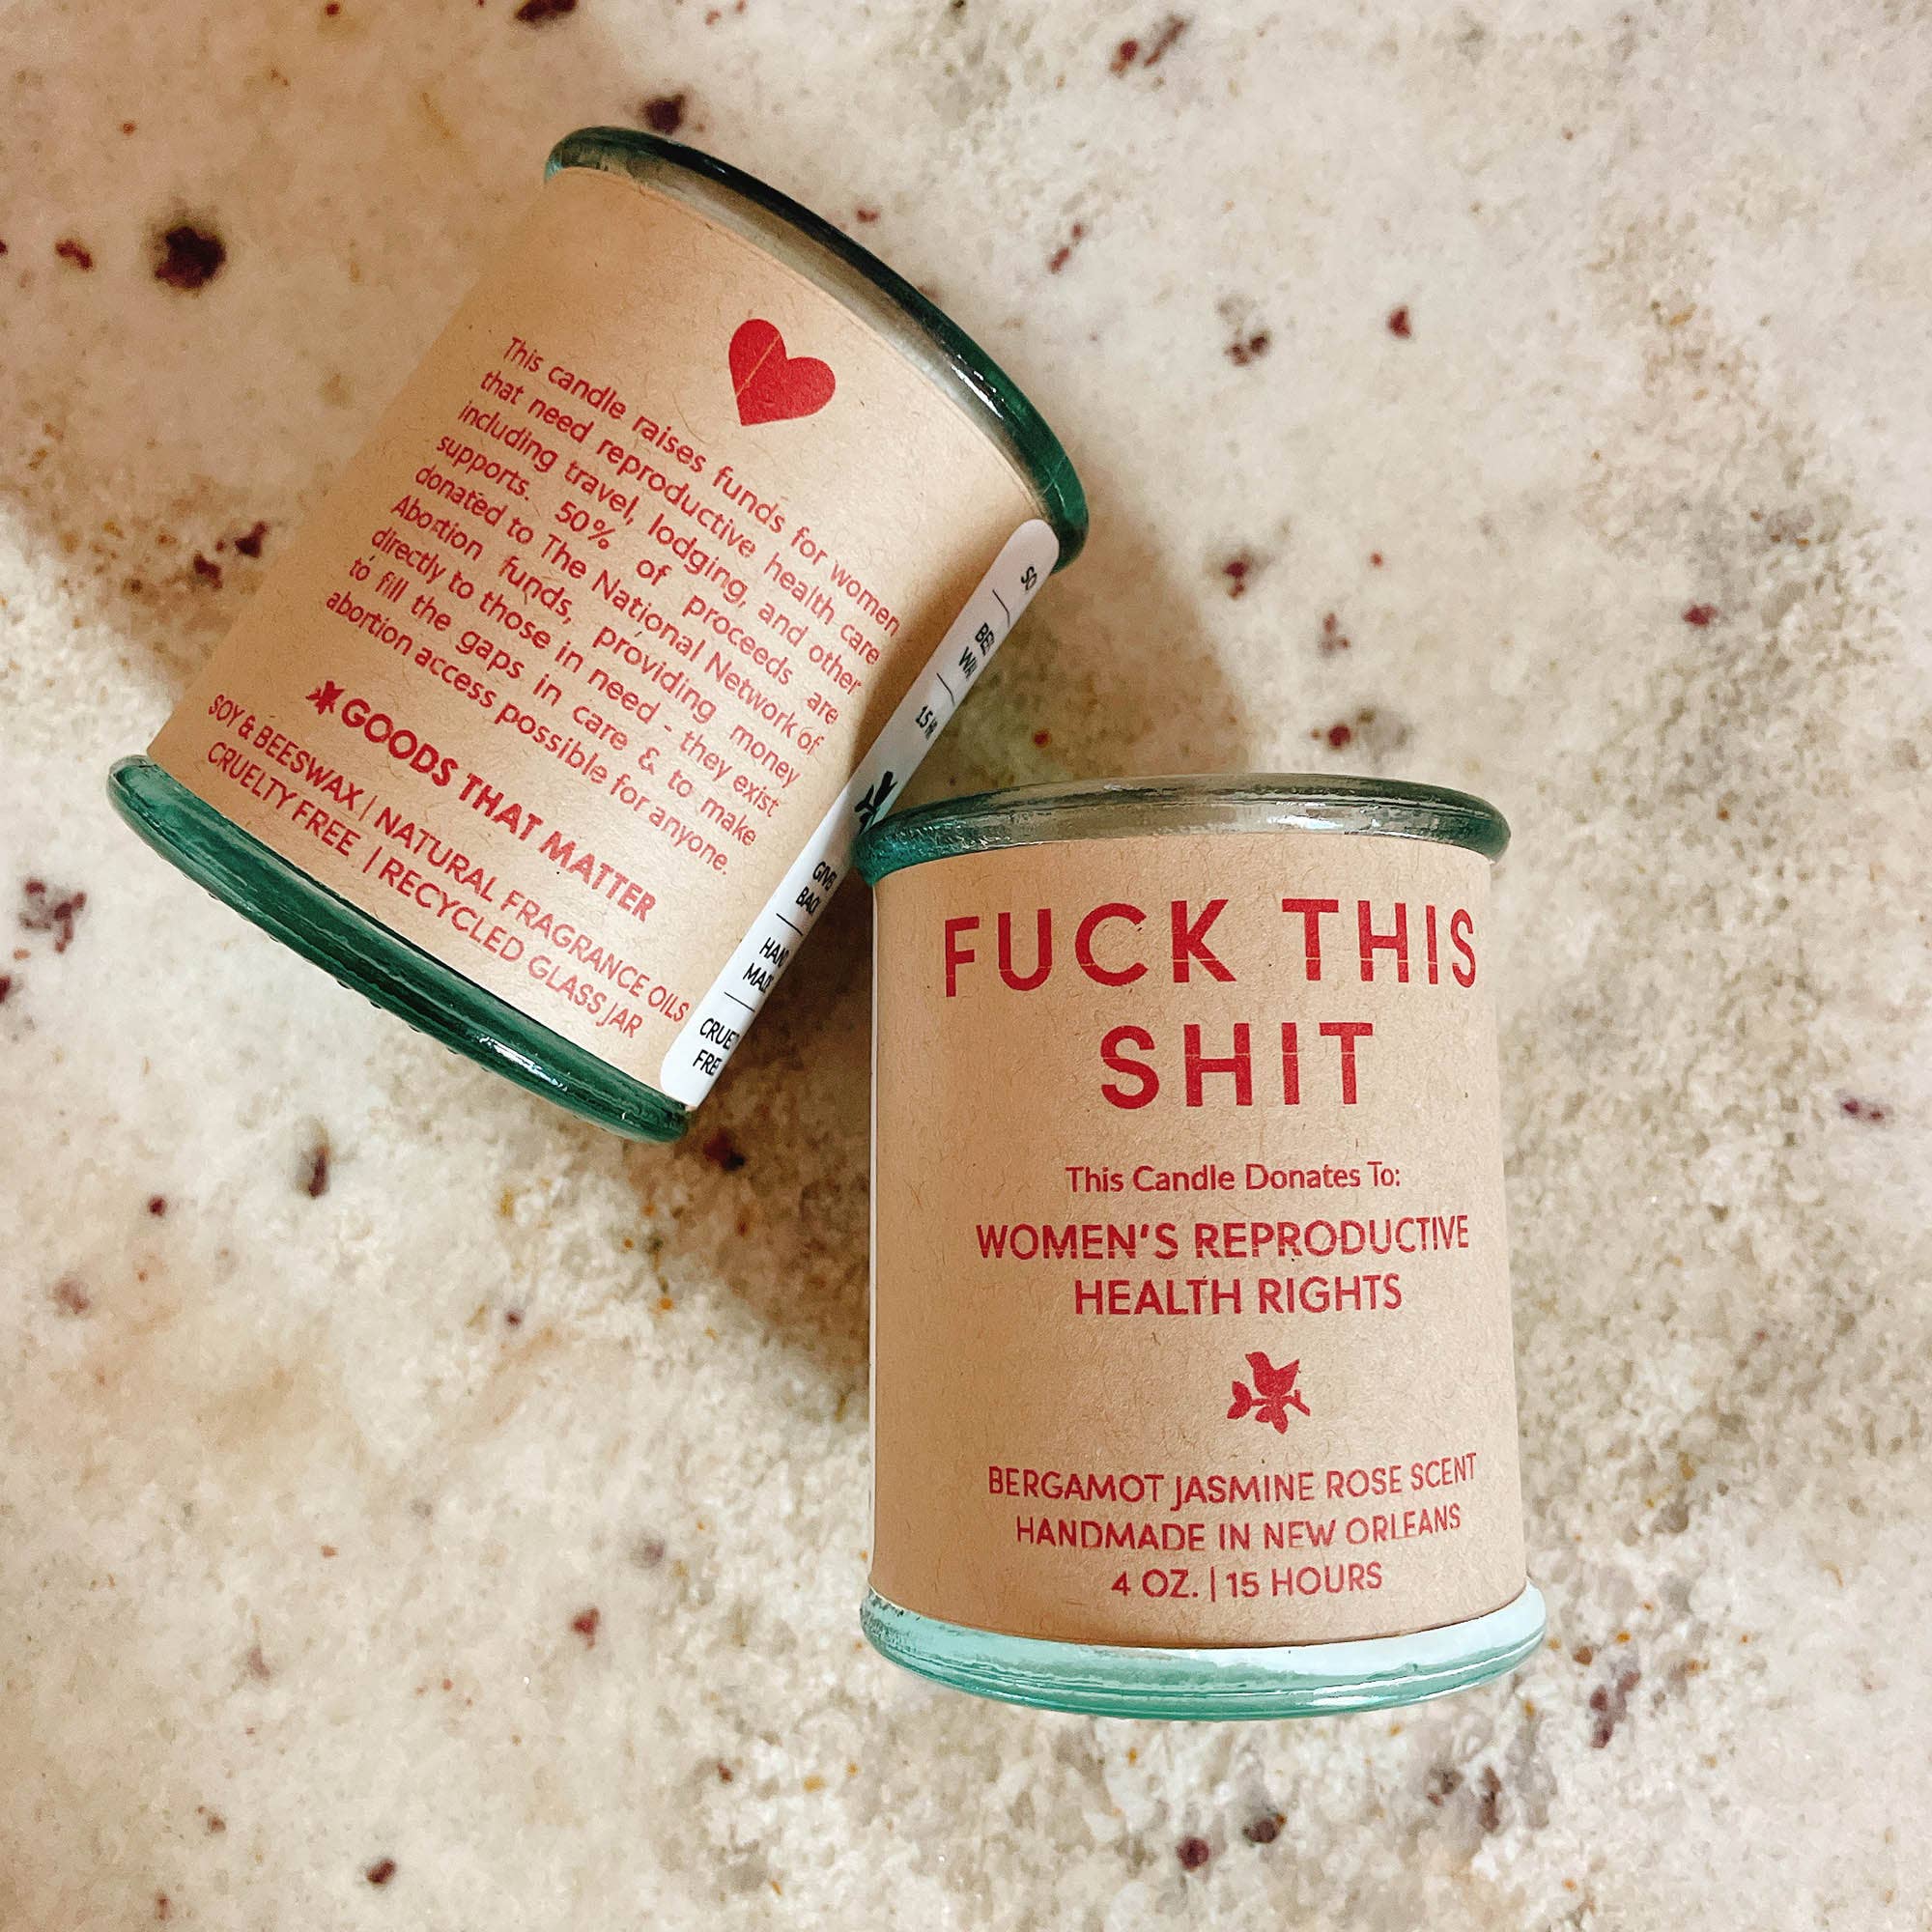 This candle raises funds for women
that need reproductive health care
including travel, lodging, and other
supports. 50% of proceeds are
donated to The National Network of
Abortion funds, providing money
directly to those in need - they exist
to fill the gaps in care & to make
abortion access possible for anyone.
GOODS THAT MATTER
SOY & BEESWAX | NATURAL FRAGRANCE OILS
CRUELTY FREE | RECYCLED GLASS JAR
15 H
HAND
MADE
FUCK THIS
SHIT
This Candle Donates To:
WOMEN'S REPRODUCTIVE
HEALTH RIGHTS
BERGAMOT JASMINE ROSE SCENT
HANDMADE IN NEW ORLEANS
4 OZ. | 15 HOURS